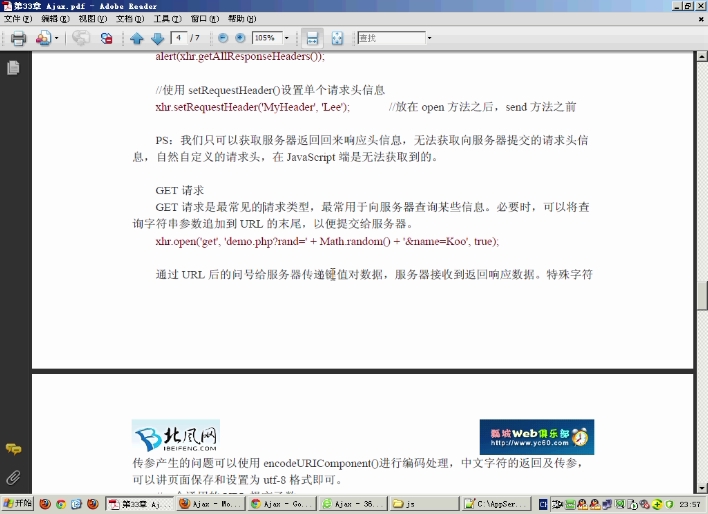 第33章 Ajax.pdf - Adobe Reader
文件(F) 编辑(E) 视图(V) 文档(D) 工具(T) 窗口(W) 帮助(H)
4 / 7 105% 查找
alert(xhr.getAllResponseHeaders());
//使用 setRequestHeader()设置单个请求头信息
xhr.setRequestHeader('MyHeader', 'Lee'); //放在 open 方法之后，send 方法之前
PS：我们只可以获取服务器返回回来响应头信息，无法获取向服务器提交的请求头信
息，自然自定义的请求头，在 JavaScript 端是无法获取到的。
GET 请求
GET 请求是最常见的请求类型，最常用于向服务器查询某些信息。必要时，可以将查
询字符串参数追加到 URL 的末尾，以便提交给服务器。
xhr.open('get', 'demo.php?rand=' + Math.random() + '&name=Koo', true);
通过 URL 后的问号给服务器传递键值对数据，服务器接收到返回响应数据。特殊字符
北风网
IBEIFENG.COM
瓢城Web俱乐部
http://www.yc60.com
传参产生的问题可以使用 encodeURIComponent()进行编码处理，中文字符的返回及传参，
可以讲页面保存和设置为 utf-8 格式即可。
开始 第33章 Aj... Ajax - Mo... Ajax - Go... Ajax - 36... js C:\AppSer... 23:57